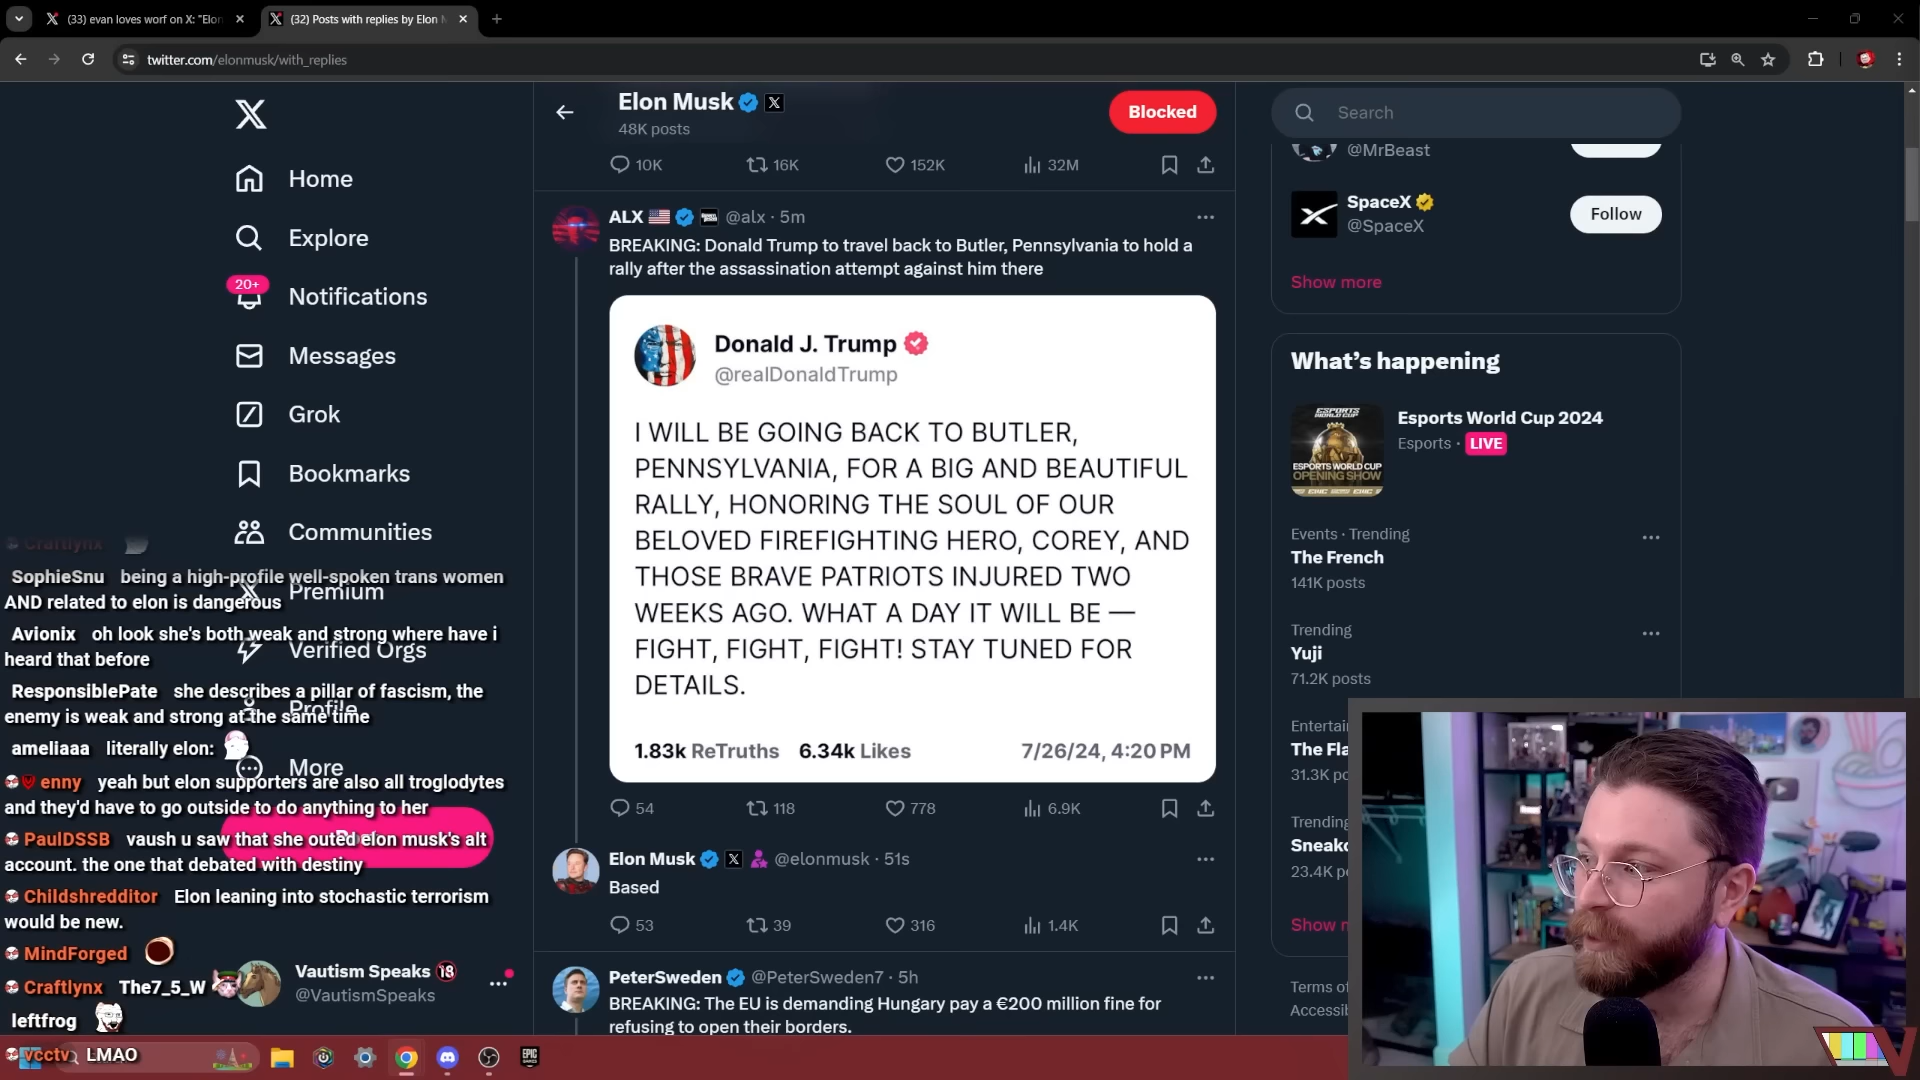 (33) evan loves worf on X: "Elon
(32) Posts with replies by Elon M
twitter.com/elonmusk/with_replies
Home
Explore
20+
Notifications
Messages
Grok
Bookmarks
Communities
Premium
Verified Orgs
Profile
More
Vautism Speaks
@VautismSpeaks
Craftlynx
SophieSnu being a high-profile well-spoken trans women
AND related to elon is dangerous
Avionix oh look she's both weak and strong where have i
heard that before
ResponsiblePate she describes a pillar of fascism, the
enemy is weak and strong at the same time
ameliaaa literally elon:
enny yeah but elon supporters are also all troglodytes
and they'd have to go outside to do anything to her
PaulDSSB vaush u saw that she outed elon musk's alt
account. the one that debated with destiny
Childshredditor Elon leaning into stochastic terrorism
would be new.
MindForged
Craftlynx The7_5_W
leftfrog
vcctv LMAO
Elon Musk
48K posts
Blocked
10K 16K 152K 32M
ALX @alx · 5m
BREAKING: Donald Trump to travel back to Butler, Pennsylvania to hold a
rally after the assassination attempt against him there
Donald J. Trump
@realDonaldTrump
I WILL BE GOING BACK TO BUTLER,
PENNSYLVANIA, FOR A BIG AND BEAUTIFUL
RALLY, HONORING THE SOUL OF OUR
BELOVED FIREFIGHTING HERO, COREY, AND
THOSE BRAVE PATRIOTS INJURED TWO
WEEKS AGO. WHAT A DAY IT WILL BE —
FIGHT, FIGHT, FIGHT! STAY TUNED FOR
DETAILS.
1.83k ReTruths 6.34k Likes 7/26/24, 4:20 PM
54 118 778 6.9K
Elon Musk @elonmusk · 51s
Based
53 39 316 1.4K
PeterSweden @PeterSweden7 · 5h
BREAKING: The EU is demanding Hungary pay a €200 million fine for
refusing to open their borders.
Search
@MrBeast
SpaceX
@SpaceX
Follow
Show more
What's happening
ESPORTS
WORLD CUP
ESPORTS WORLD CUP
OPENING SHOW
Esports World Cup 2024
Esports · LIVE
Events · Trending
The French
141K posts
Trending
Yuji
71.2K posts
Entertai
The Fla
31.3K po
Trending
Sneak
23.4K p
Show
Terms o
Accessib
EPIC
GAMES
V